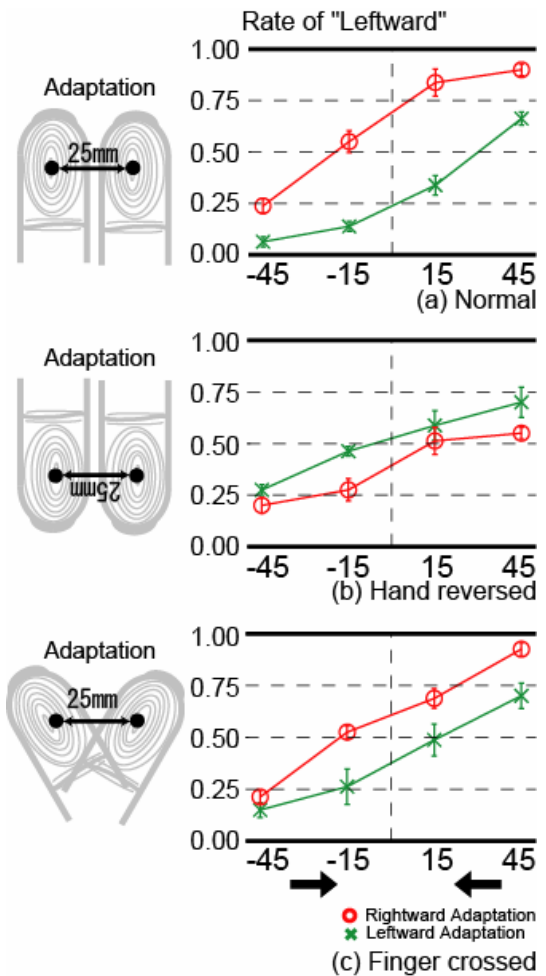 Rate of "Leftward"
Adaptation
25mm
1.00
0.75
0.50
0.25
0.00
-45 -15 15 45
(a) Normal
Adaptation
25mm
1.00
0.75
0.50
0.25
0.00
-45 -15 15 45
(b) Hand reversed
Adaptation
25mm
1.00
0.75
0.50
0.25
0.00
-45 -15 15 45
Rightward Adaptation
Leftward Adaptation
(c) Finger crossed